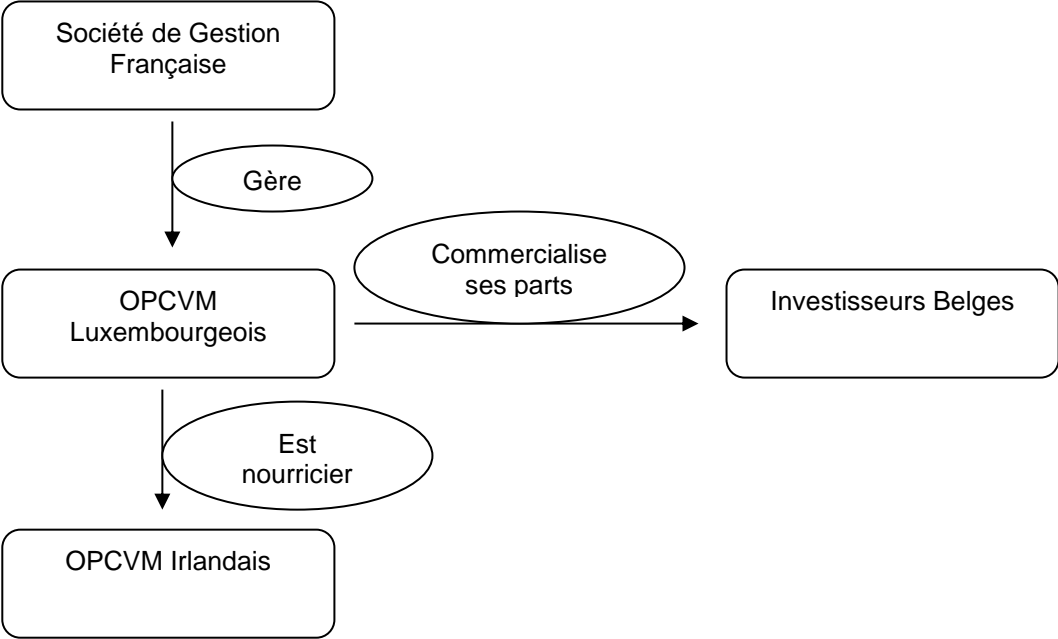 Société de Gestion
Française
Gère
Commercialise
ses parts
OPCVM
Luxembourgeois
Investisseurs Belges
Est
nourricier
OPCVM Irlandais